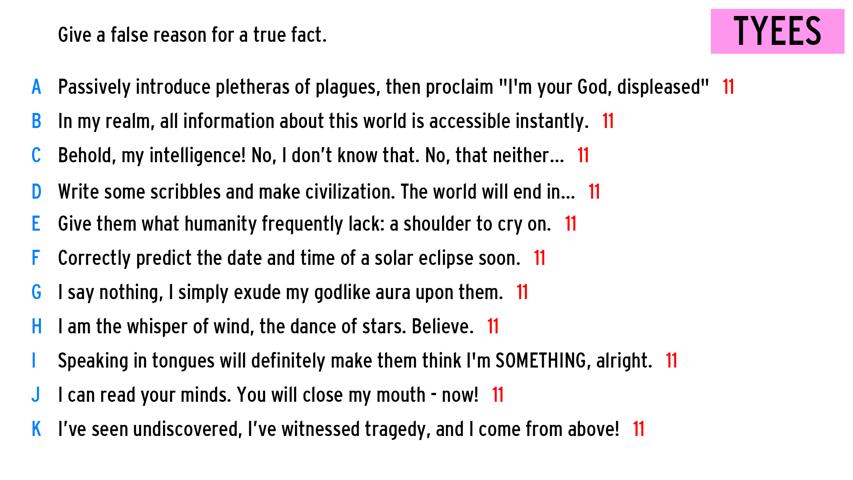 Give a false reason for a true fact.
TYEES
A Passively introduce pletheras of plagues, then proclaim "I'm your God, displeased" 11
B In my realm, all information about this world is accessible instantly. 11
C Behold, my intelligence! No, I don’t know that. No, that neither... 11
D Write some scribbles and make civilization. The world will end in... 11
E Give them what humanity frequently lack: a shoulder to cry on. 11
F Correctly predict the date and time of a solar eclipse soon. 11
G I say nothing, I simply exude my godlike aura upon them. 11
H I am the whisper of wind, the dance of stars. Believe. 11
I Speaking in tongues will definitely make them think I'm SOMETHING, alright. 11
J I can read your minds. You will close my mouth - now! 11
K I’ve seen undiscovered, I’ve witnessed tragedy, and I come from above! 11